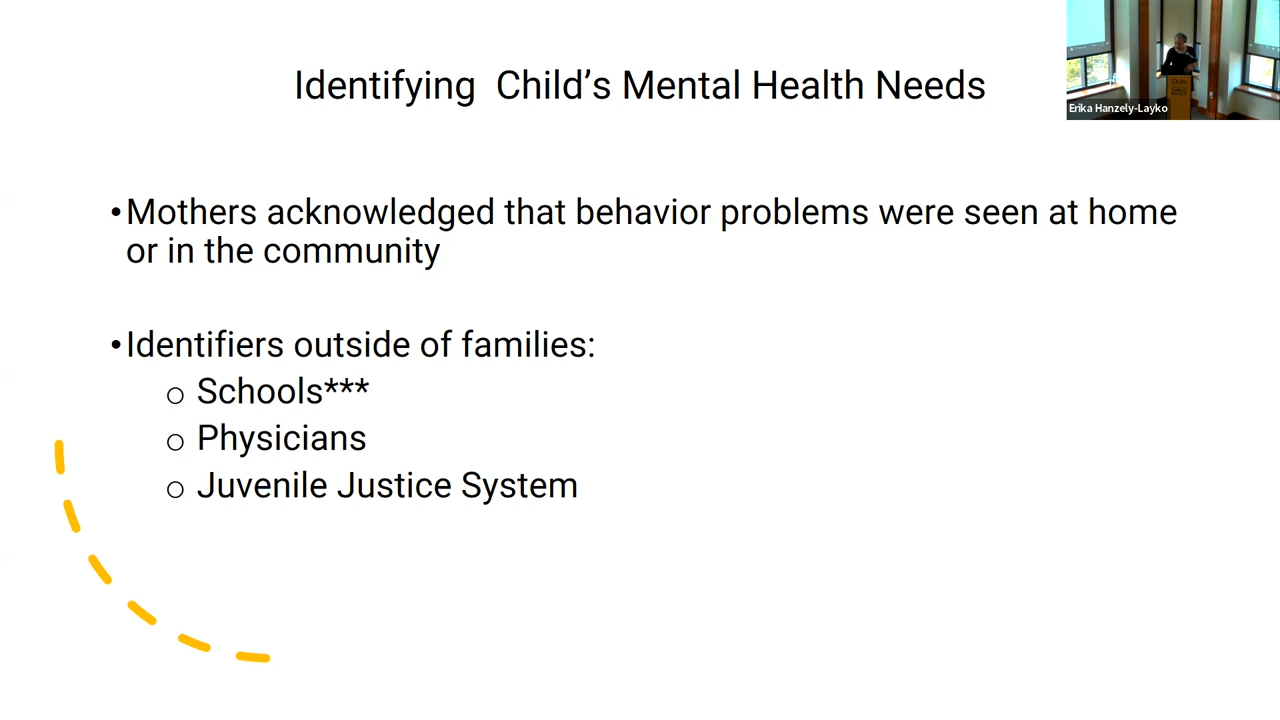 Identifying  Child’s Mental Health Needs
Erika Hanzely-Layko
•Mothers acknowledged that behavior problems were seen at home
or in the community
•Identifiers outside of families:
o Schools***
o Physicians
o Juvenile Justice System